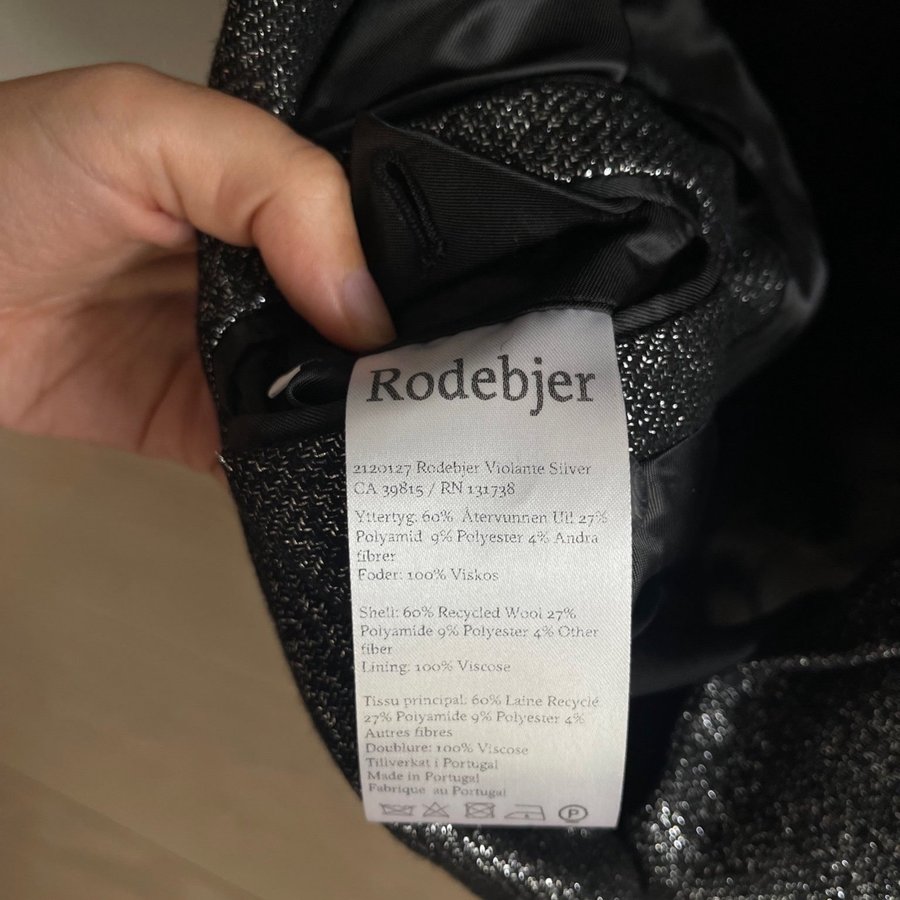 Rodebjer
2120127 Rodebjer Violante Silver
CA 39815 / RN 131738
Yttertyg: 60% Återvunnen Ull 27%
Polyamid 9% Polyester 4% Andra
fibrer
Foder: 100% Viskos
Shell: 60% Recycled Wool 27%
Polyamide 9% Polyester 4% Other
fiber
Lining: 100% Viscose
Tissu principal: 60% Laine Recyclé
27% Polyamide 9% Polyester 4%
Autres fibres
Doublure: 100% Viscose
Tillverkat i Portugal
Made in Portugal
Fabrique au Portugal
P